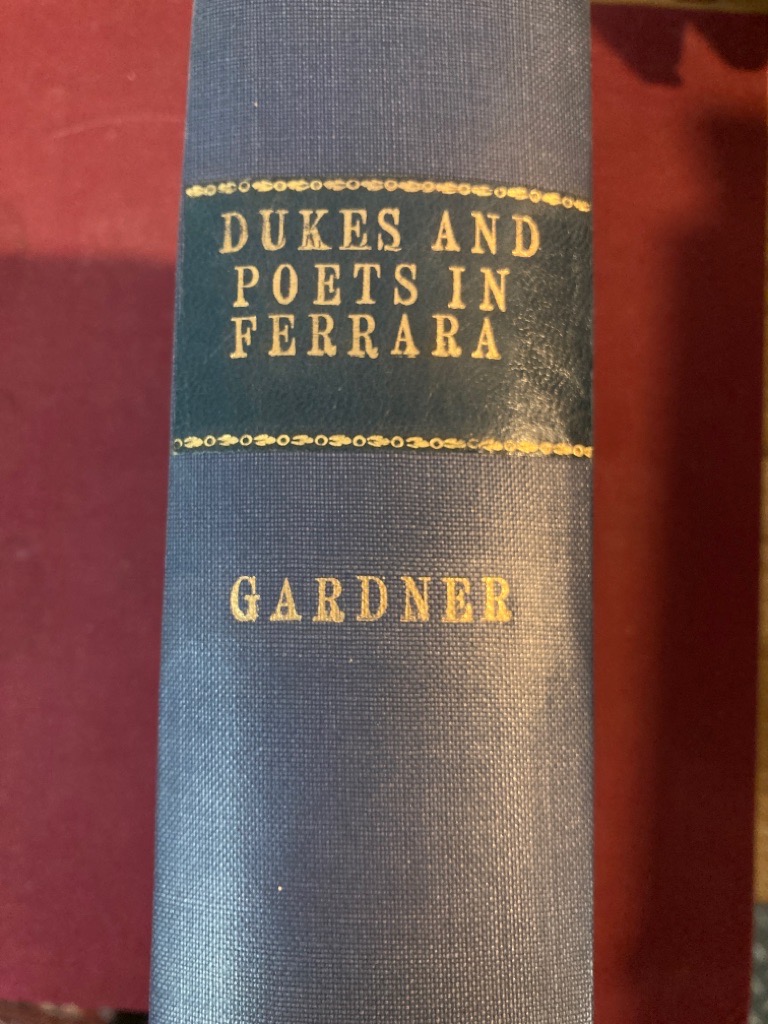 DUKES AND
POETS IN
FERRARA
GARDNER